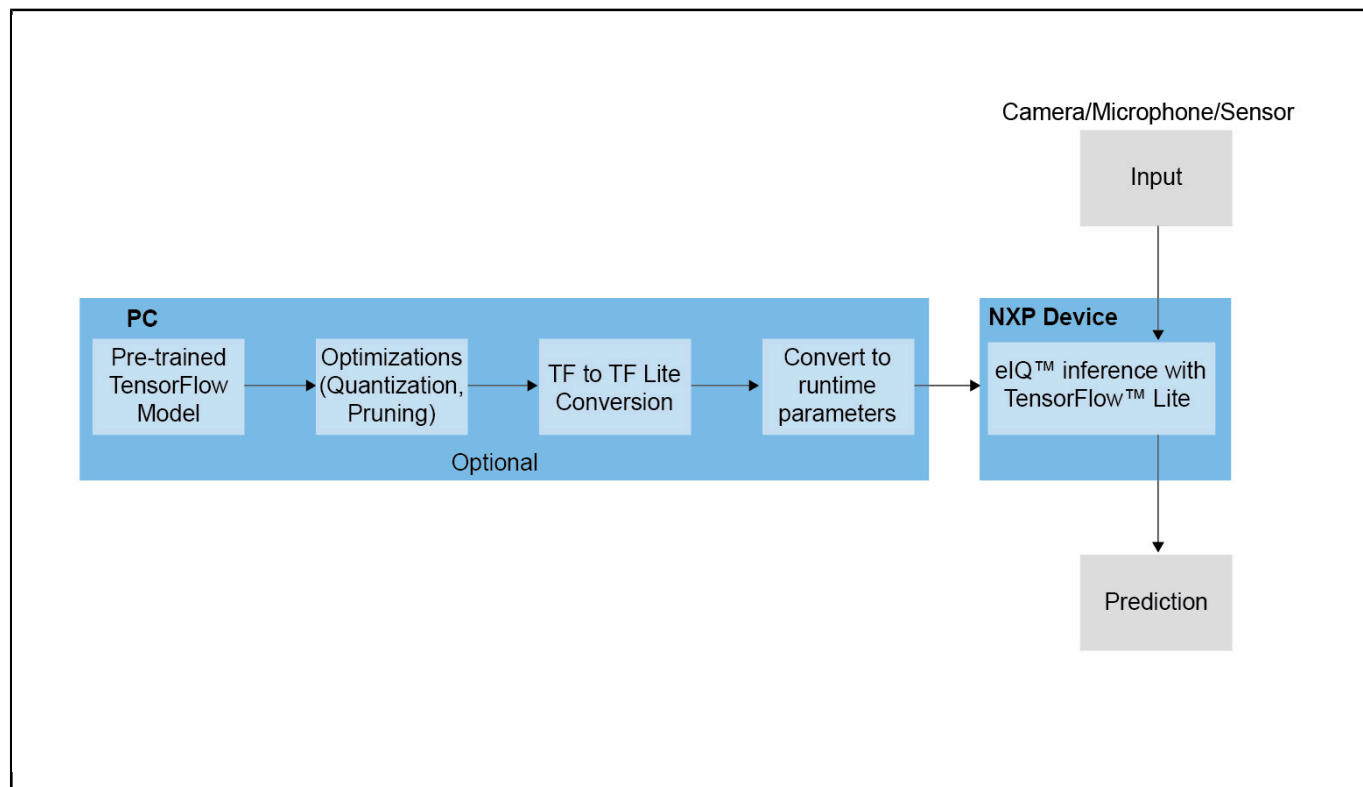 Camera/Microphone/Sensor
Input
PC
Pre-trained
TensorFlow
Model
Optimizations
(Quantization,
Pruning)
TF to TF Lite
Conversion
Convert to
runtime
parameters
Optional
NXP Device
eIQ™ inference with
TensorFlow™ Lite
Prediction